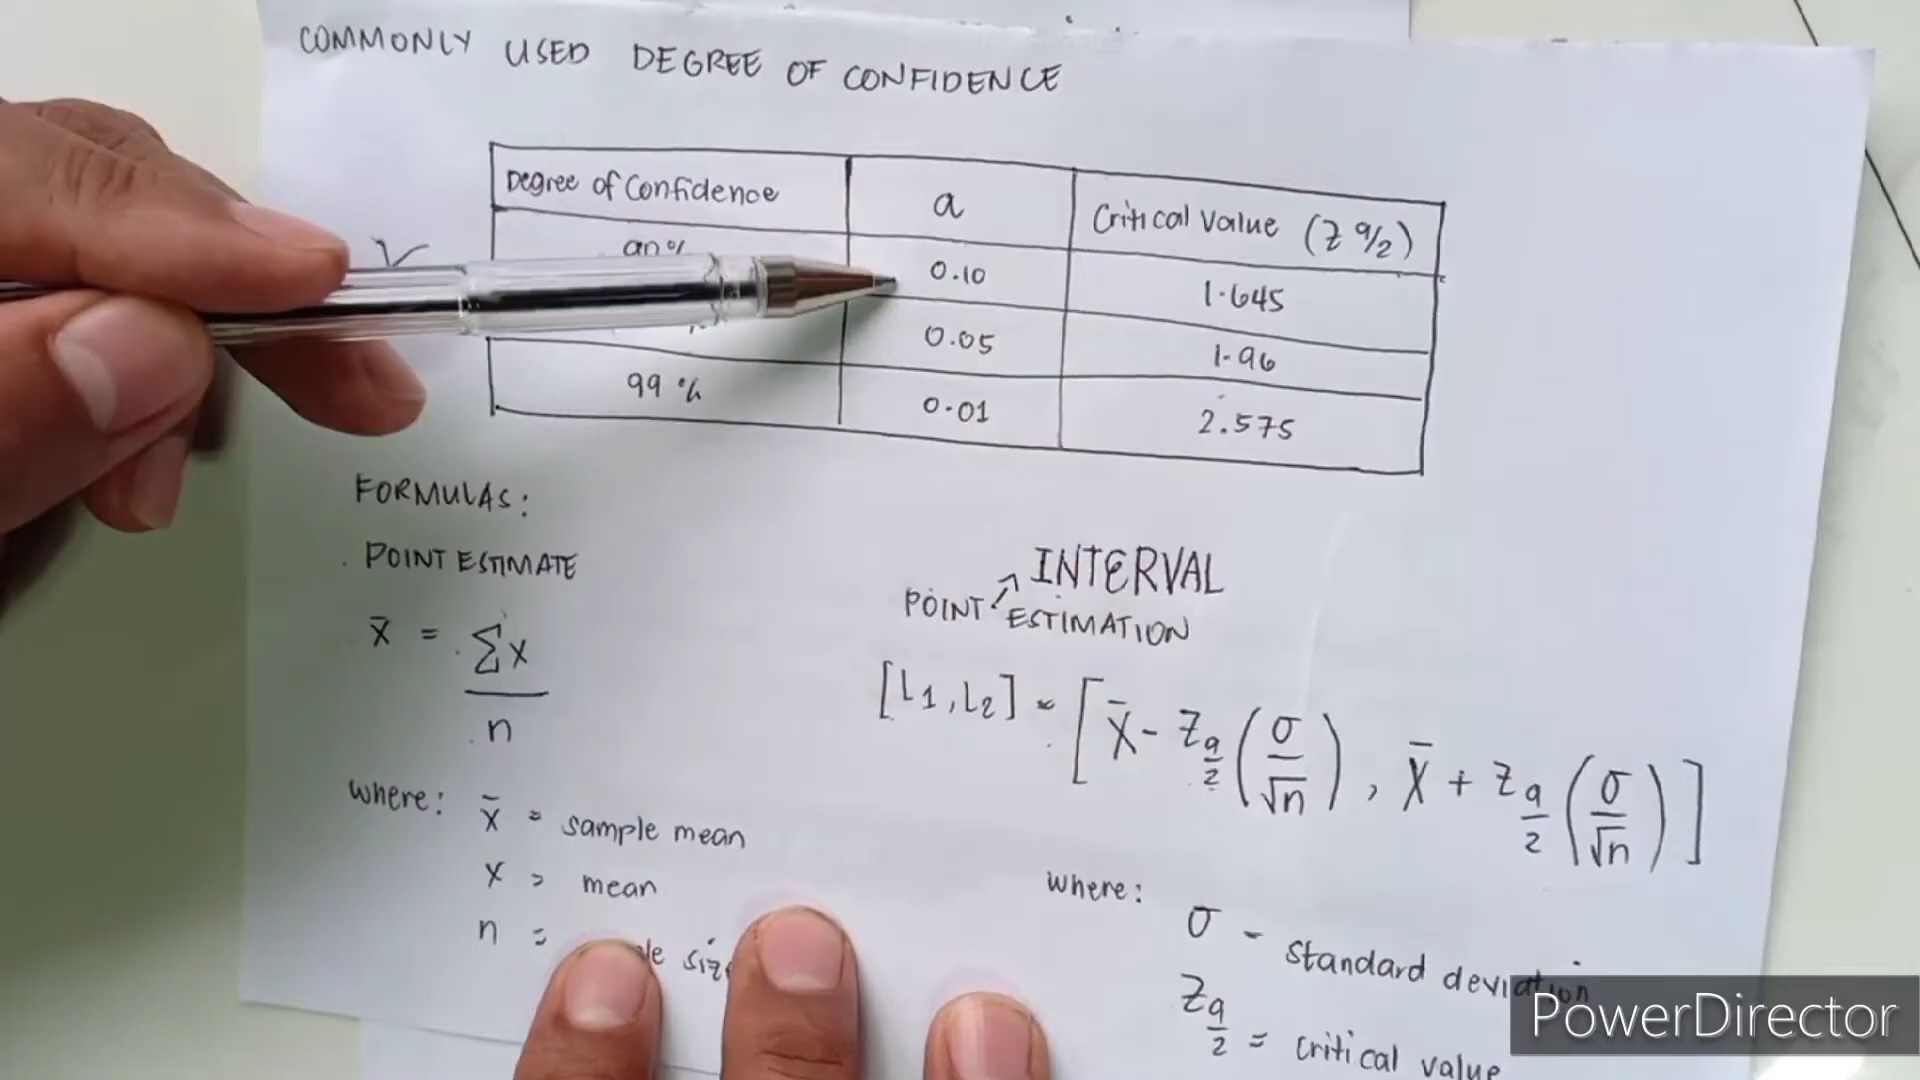 COMMONLY USED DEGREE OF CONFIDENCE
Degree of Confidence a Critical Value (Z a/2)
90% 0.10 1.645
0.05 1.96
99% 0.01 2.575
FORMULAS:
POINT ESTIMATE
x̄ = Σx / n
where: x̄ = sample mean
x = mean
n =
INTERVAL
POINT ESTIMATION
[L1, L2] = [X̄ - Z a/2 (σ/√n), X̄ + Z a/2 (σ/√n)]
where:
σ - standard deviation
Z a/2 = critical value
PowerDirector